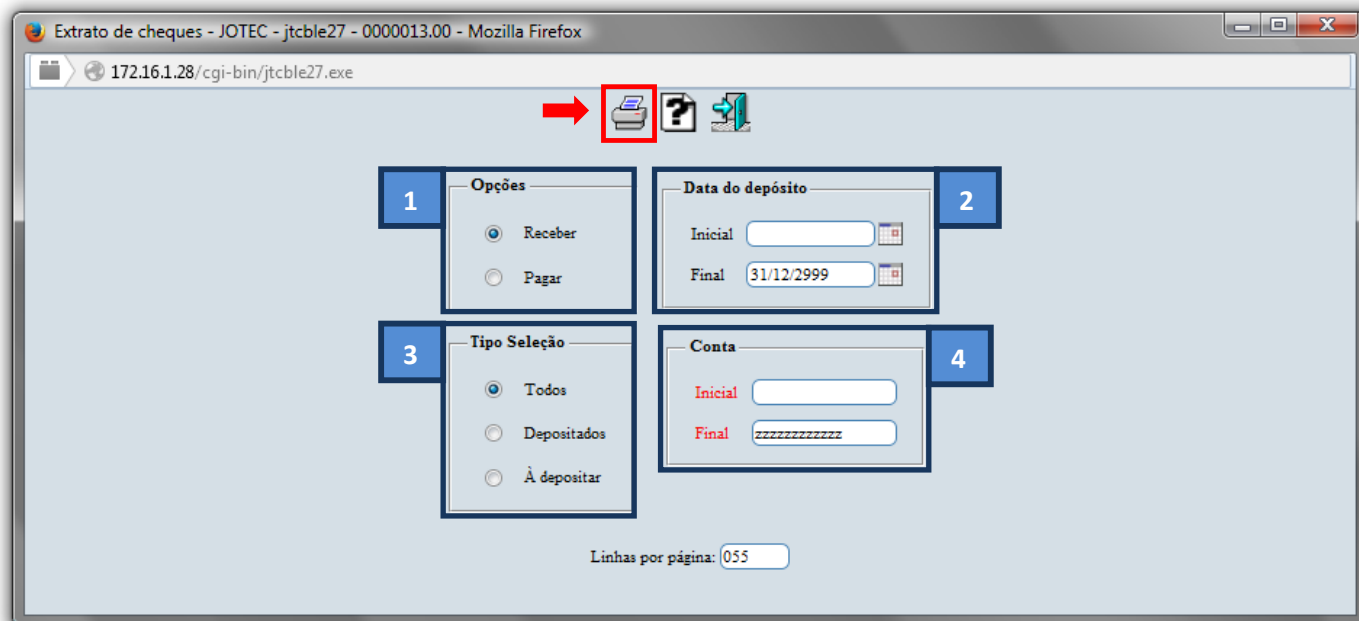 Extrato de cheques - JOTEC - jtcble27 - 0000013.00 - Mozilla Firefox
172.16.1.28/cgi-bin/jtcble27.exe
1
Opções
Receber
Pagar
Data do depósito
Inicial
Final 31/12/2999
2
3
Tipo Seleção
Todos
Depositados
À depositar
Conta
Inicial
Final zzzzzzzzzzzz
4
Linhas por página: 055